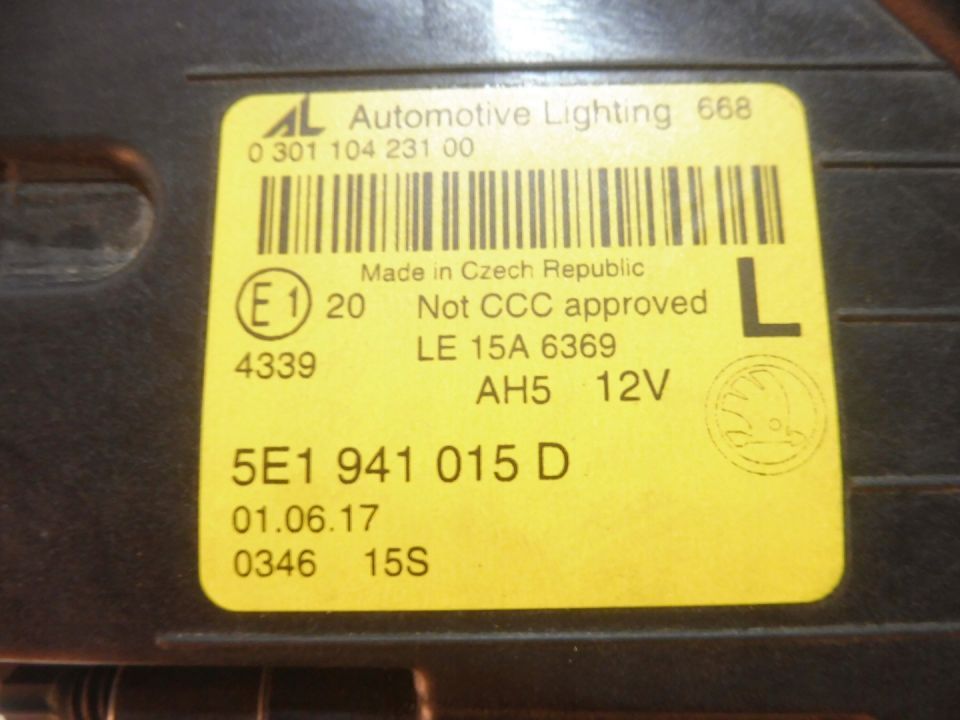 AL Automotive Lighting 668
0 301 104 231 00
Made in Czech Republic
E1 20 Not CCC approved L
4339 LE 15A 6369
AH5 12V
5E1 941 015 D
01.06.17
0346 15S